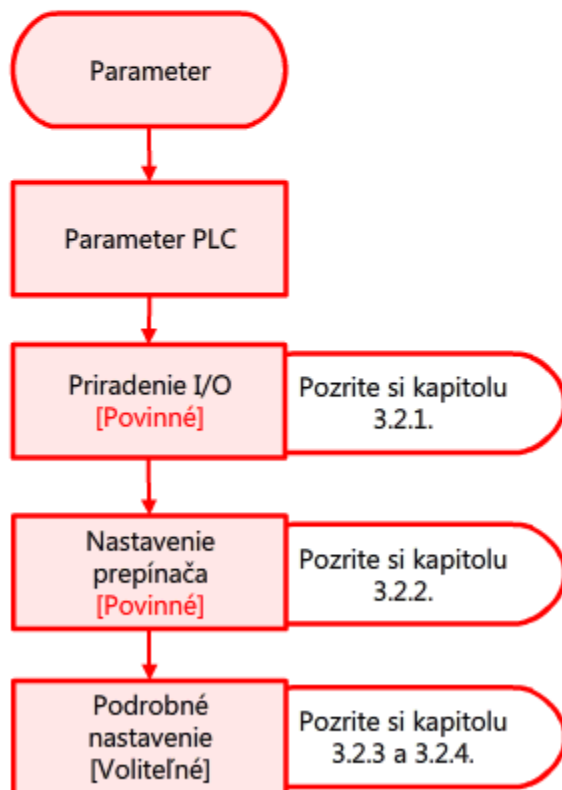 Parameter
Parameter PLC
Priradenie I/O
[Povinné]
Pozrite si kapitolu
3.2.1.
Nastavenie
prepínača
[Povinné]
Pozrite si kapitolu
3.2.2.
Podrobné
nastavenie
[Voliteľné]
Pozrite si kapitolu
3.2.3 a 3.2.4.